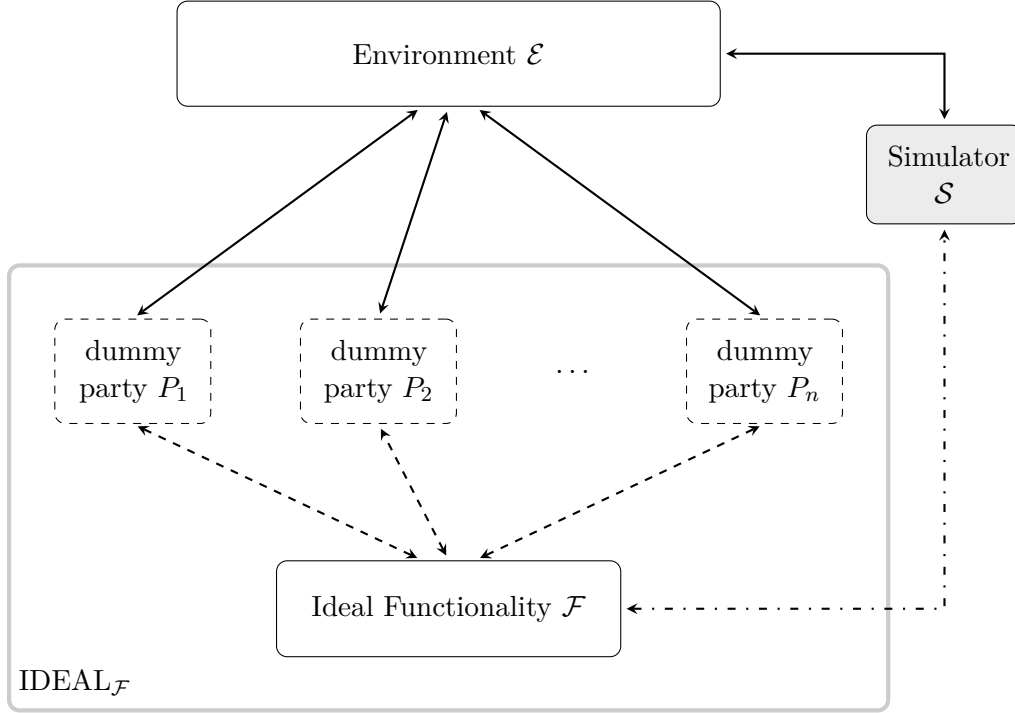 Environment ℰ
Simulator
𝒮
dummy
party P₁
dummy
party P₂
...
dummy
party Pₙ
Ideal Functionality ℱ
IDEAL_ℱ